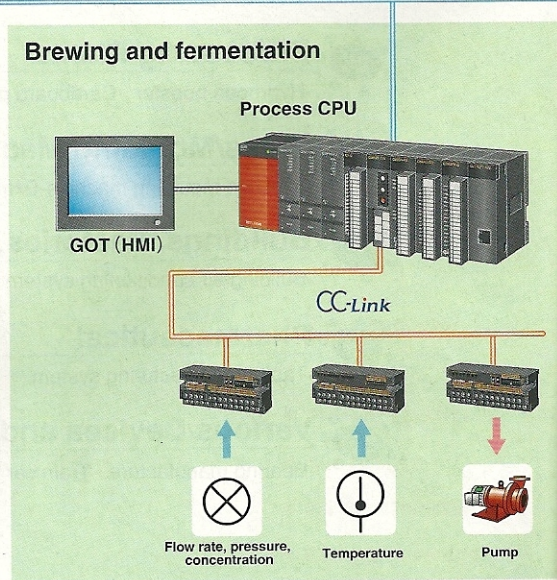 Brewing and fermentation
Process CPU
GOT (HMI)
CC-Link
Flow rate, pressure,
concentration
Temperature
Pump